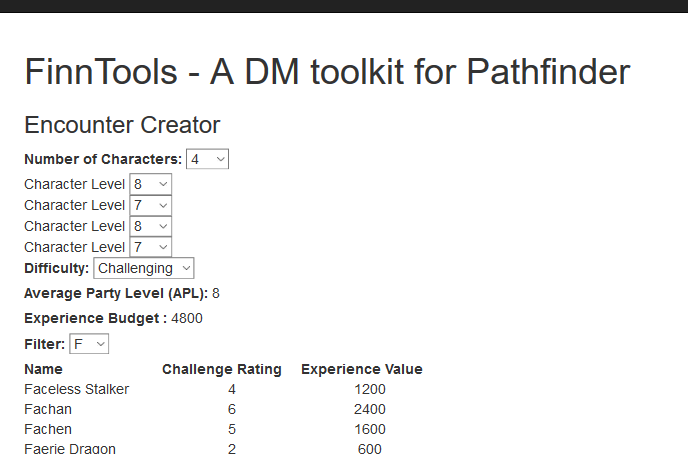 FinnTools - A DM toolkit for Pathfinder
Encounter Creator
Number of Characters: 4
Character Level 8
Character Level 7
Character Level 8
Character Level 7
Difficulty: Challenging
Average Party Level (APL): 8
Experience Budget : 4800
Filter: F
Name Challenge Rating Experience Value
Faceless Stalker 4 1200
Fachan 6 2400
Fachen 5 1600
Faerie Dragon 2 600